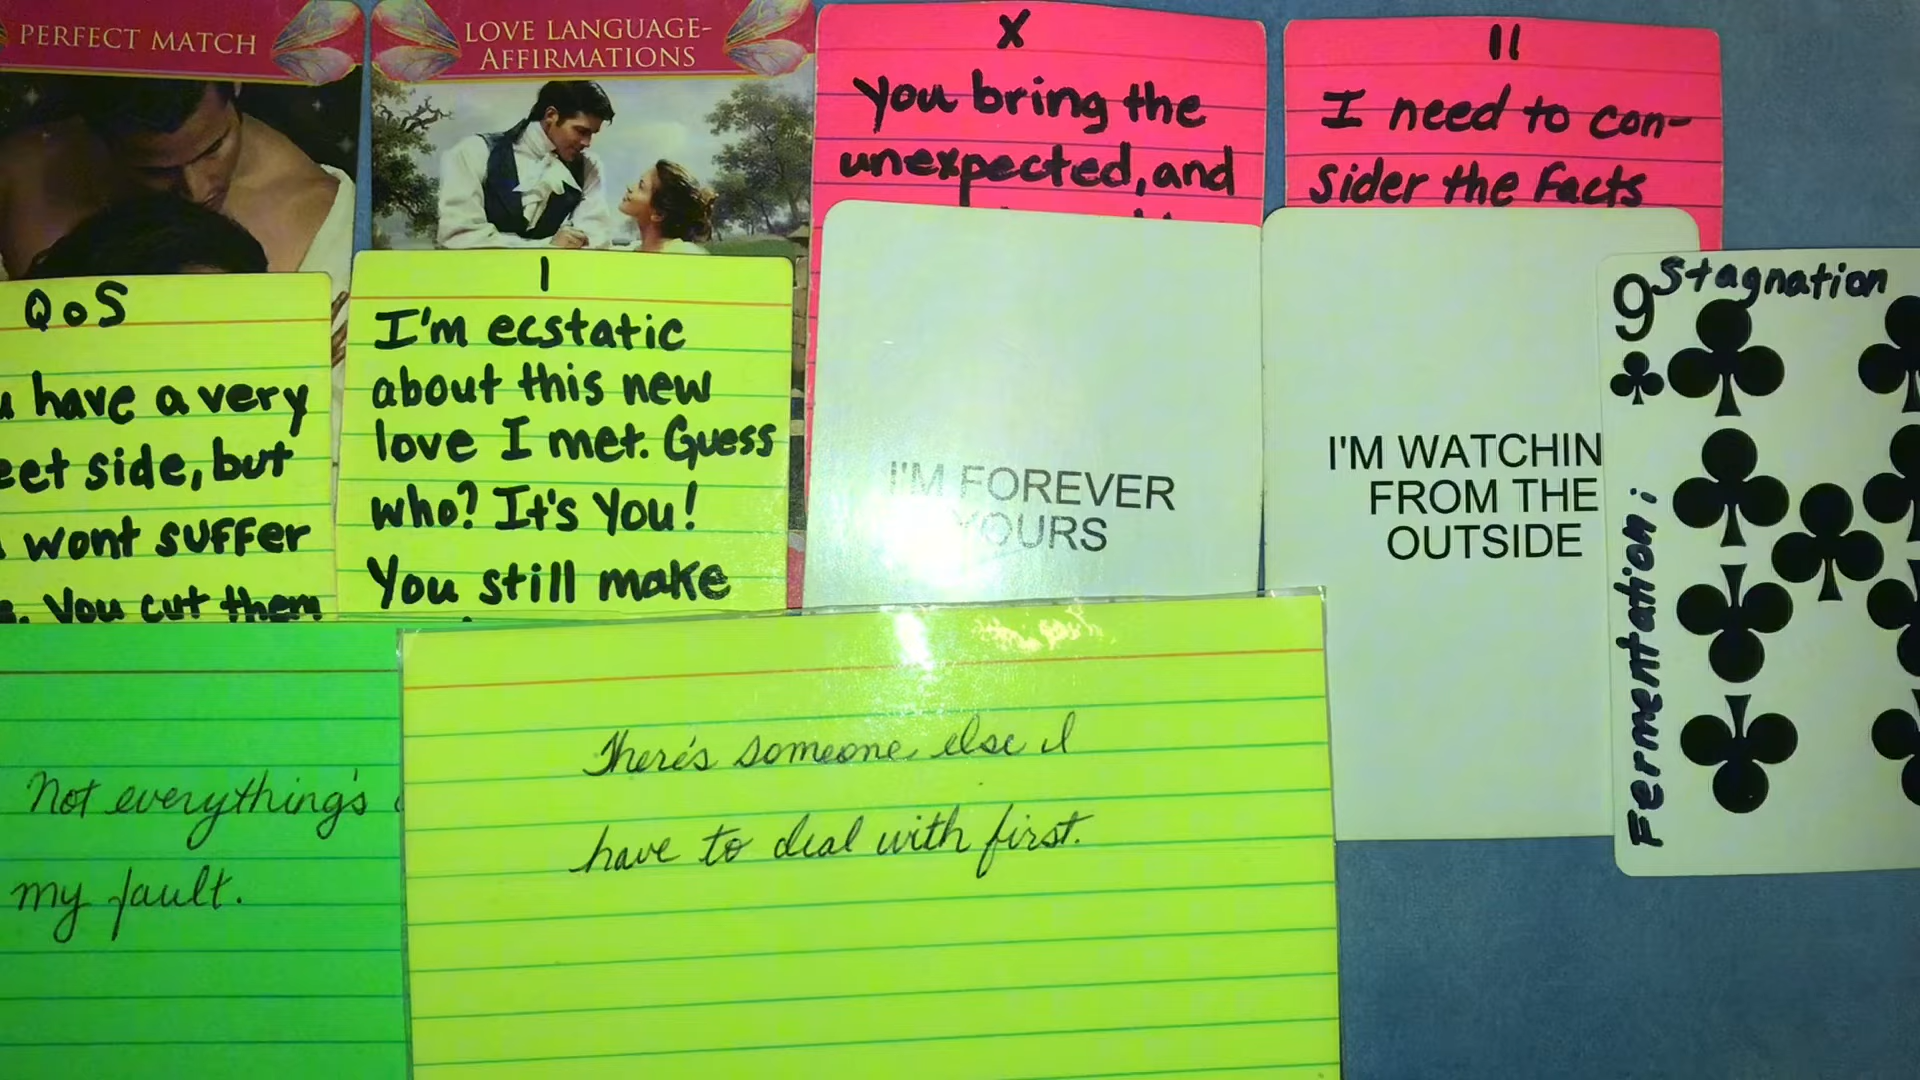 PERFECT MATCH
LOVE LANGUAGE-
AFFIRMATIONS
X
You bring the
unexpected, and
II
I need to con-
sider the facts
QoS
have a very
side, but
wont suffer
You cut them
I
I'm ecstatic
about this new
love I met. Guess
who? It's You!
You still make
I'M FOREVER
YOURS
I'M WATCHIN
FROM THE
OUTSIDE
9
Stagnation
Fermentation;
Not everything's
my fault.
There's someone else I
have to deal with first.